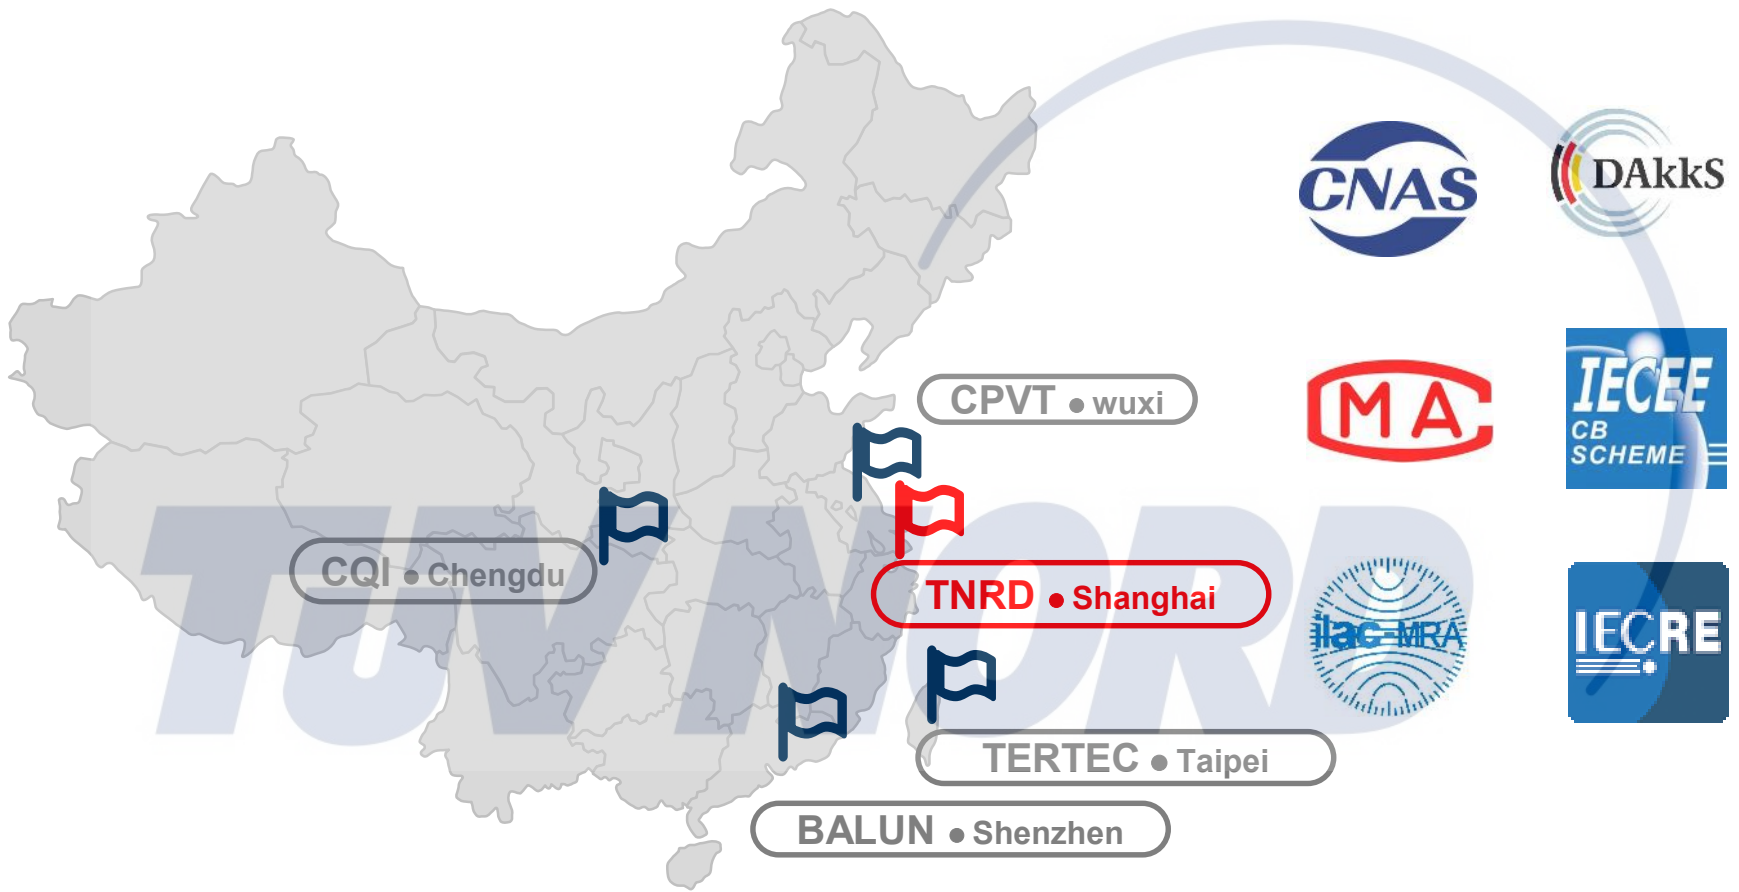 CNAS
DAkkS
CPVT ● wuxi
CMA
IECEE
CB
SCHEME
CQI ● Chengdu
TÜV NORD
TNRD ● Shanghai
ilac-MRA
IECRE
TERTEC ● Taipei
BALUN ● Shenzhen